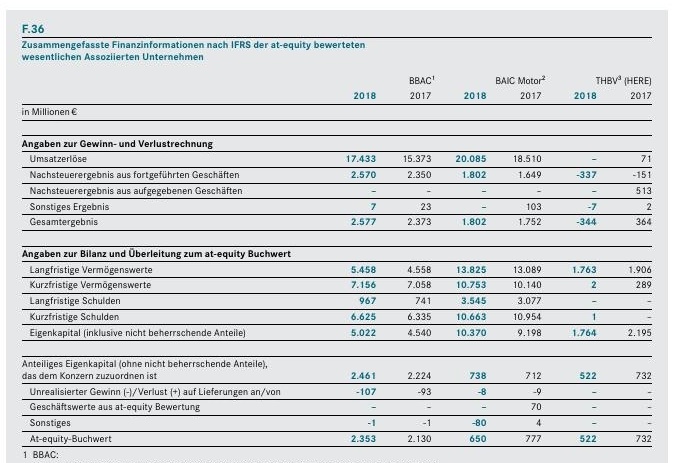 F.36
Zusammengefasste Finanzinformationen nach IFRS der at-equity bewerteten
wesentlichen Assoziierten Unternehmen
BBAC¹ BAIC Motor² THBV³ (HERE)
2018 2017 2018 2017 2018 2017
in Millionen €
Angaben zur Gewinn- und Verlustrechnung
Umsatzerlöse 17.433 15.373 20.085 18.510 – 71
Nachsteuerergebnis aus fortgeführten Geschäften 2.570 2.350 1.802 1.649 -337 -151
Nachsteuerergebnis aus aufgegebenen Geschäften – – – – – 513
Sonstiges Ergebnis 7 23 – 103 -7 2
Gesamtergebnis 2.577 2.373 1.802 1.752 -344 364
Angaben zur Bilanz und Überleitung zum at-equity Buchwert
Langfristige Vermögenswerte 5.458 4.558 13.825 13.089 1.763 1.906
Kurzfristige Vermögenswerte 7.156 7.058 10.753 10.140 2 289
Langfristige Schulden 967 741 3.545 3.077 – –
Kurzfristige Schulden 6.625 6.335 10.663 10.954 1 –
Eigenkapital (inklusive nicht beherrschende Anteile) 5.022 4.540 10.370 9.198 1.764 2.195
Anteiliges Eigenkapital (ohne nicht beherrschende Anteile),
das dem Konzern zuzuordnen ist 2.461 2.224 738 712 522 732
Unrealisierter Gewinn (-)/Verlust (+) auf Lieferungen an/von -107 -93 -8 -9 – –
Geschäftswerte aus at-equity Bewertung – – – 70 – –
Sonstiges -1 -1 -80 4 – –
At-equity-Buchwert 2.353 2.130 650 777 522 732
1 BBAC: